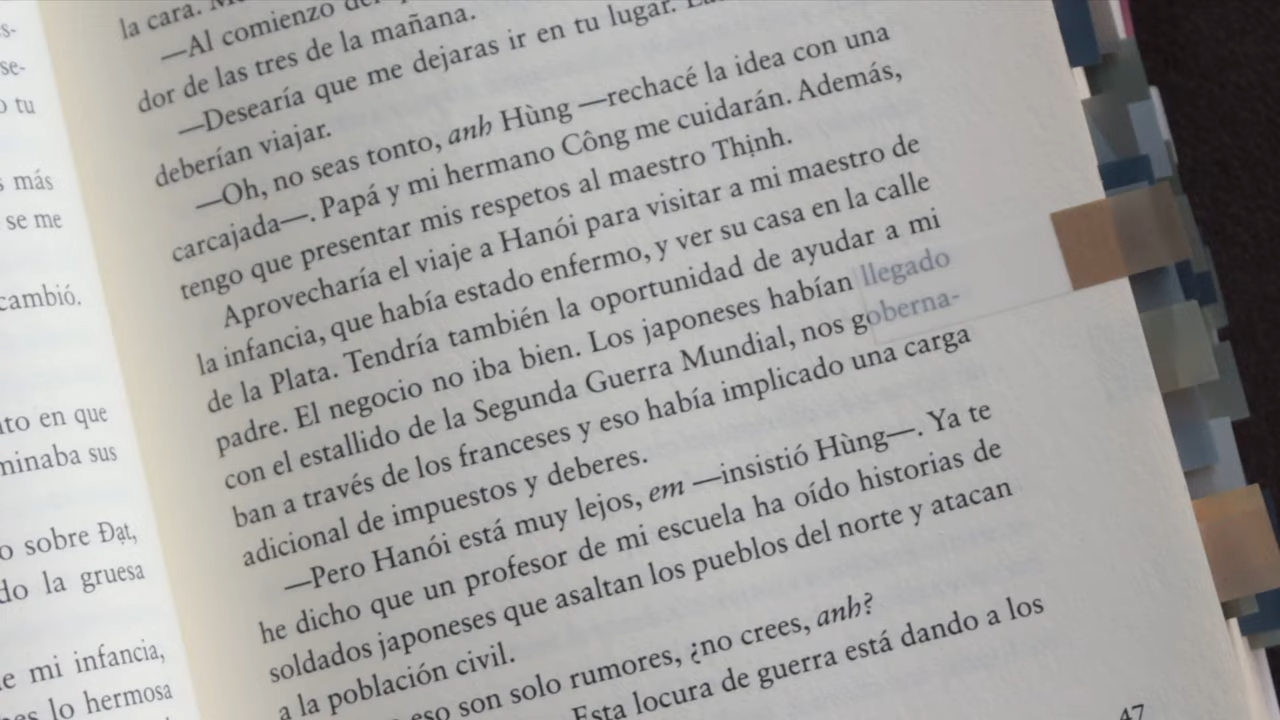 se-
tu
más
se me
cambió.
en que
sus
sobre Đạt,
la gruesa
mi infancia,
lo hermosa
la cara.
—Al comienzo
dor de las tres de la mañana.
—Desearía que me dejaras ir en tu lugar.
deberían viajar.
—Oh, no seas tonto, anh Hùng —rechacé la idea con una
carcajada—. Papá y mi hermano Công me cuidarán. Además,
tengo que presentar mis respetos al maestro Thịnh.
Aprovecharía el viaje a Hanói para visitar a mi maestro de
la infancia, que había estado enfermo, y ver su casa en la calle
de la Plata. Tendría también la oportunidad de ayudar a mi
padre. El negocio no iba bien. Los japoneses habían llegado
con el estallido de la Segunda Guerra Mundial, nos goberna-
ban a través de los franceses y eso había implicado una carga
adicional de impuestos y deberes.
—Pero Hanói está muy lejos, em —insistió Hùng—. Ya te
he dicho que un profesor de mi escuela ha oído historias de
soldados japoneses que asaltan los pueblos del norte y atacan
a la población civil.
eso son solo rumores, ¿no crees, anh?
Esta locura de guerra está dando a los
47